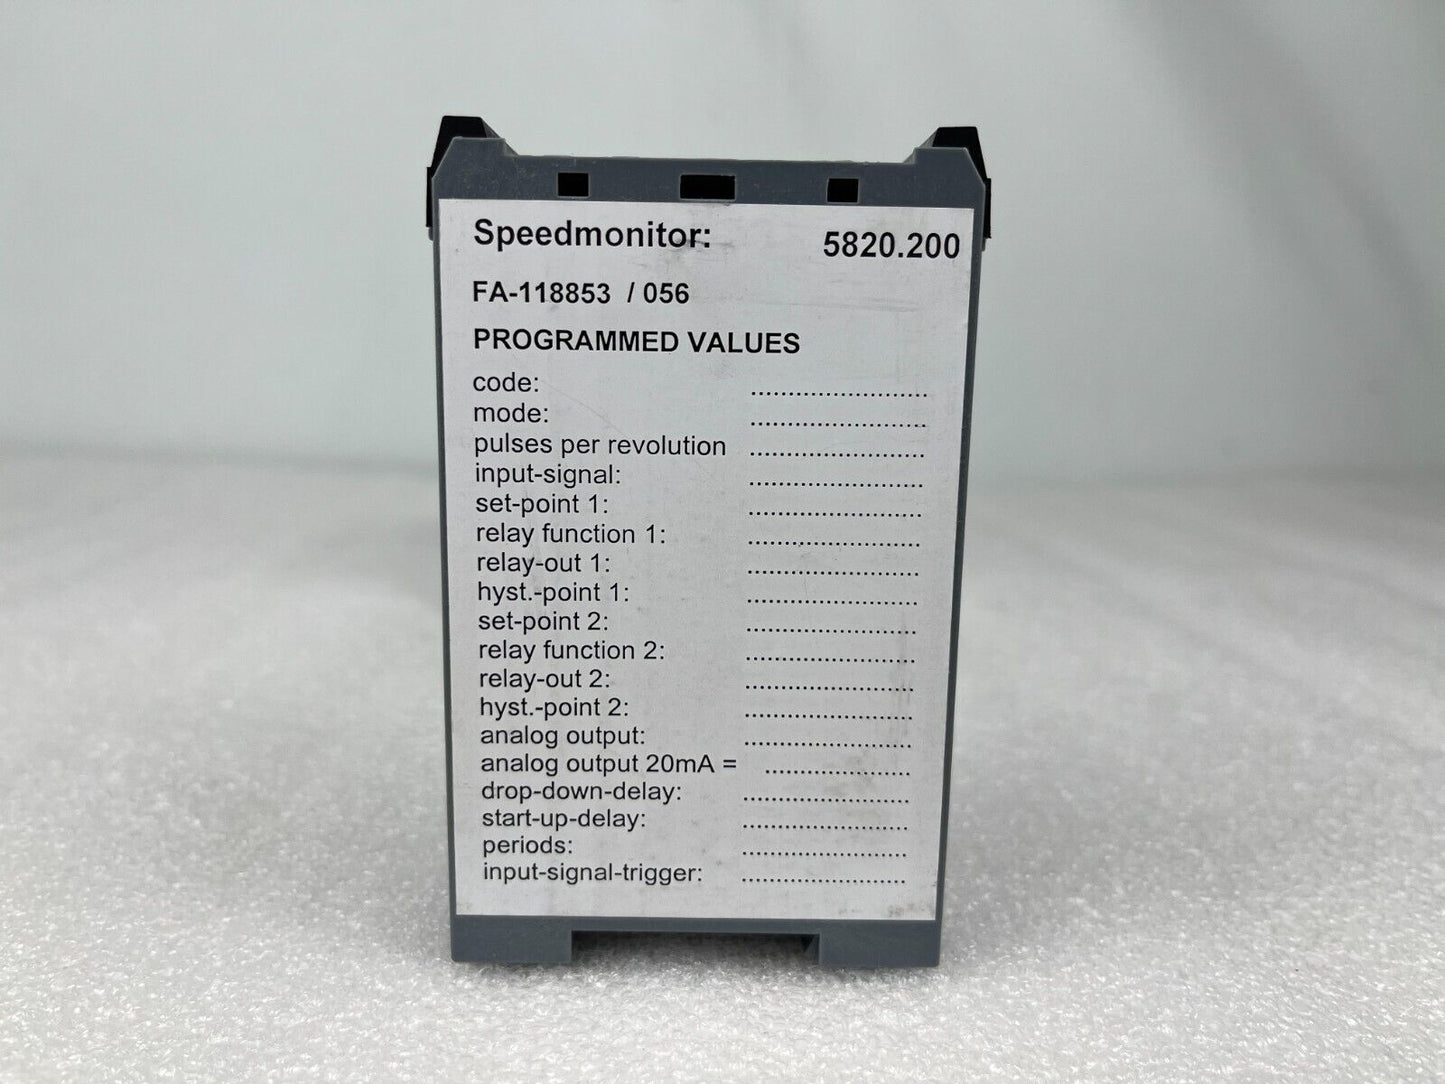 Speedmonitor: 5820.200
FA-118853 / 056
PROGRAMMED VALUES
code: ........................
mode: ........................
pulses per revolution ........................
input-signal: ........................
set-point 1: ........................
relay function 1: ........................
relay-out 1: ........................
hyst.-point 1: ........................
set-point 2: ........................
relay function 2: ........................
relay-out 2: ........................
hyst.-point 2: ........................
analog output: ........................
analog output 20mA = ....................
drop-down-delay: ........................
start-up-delay: ........................
periods: ........................
input-signal-trigger: ........................